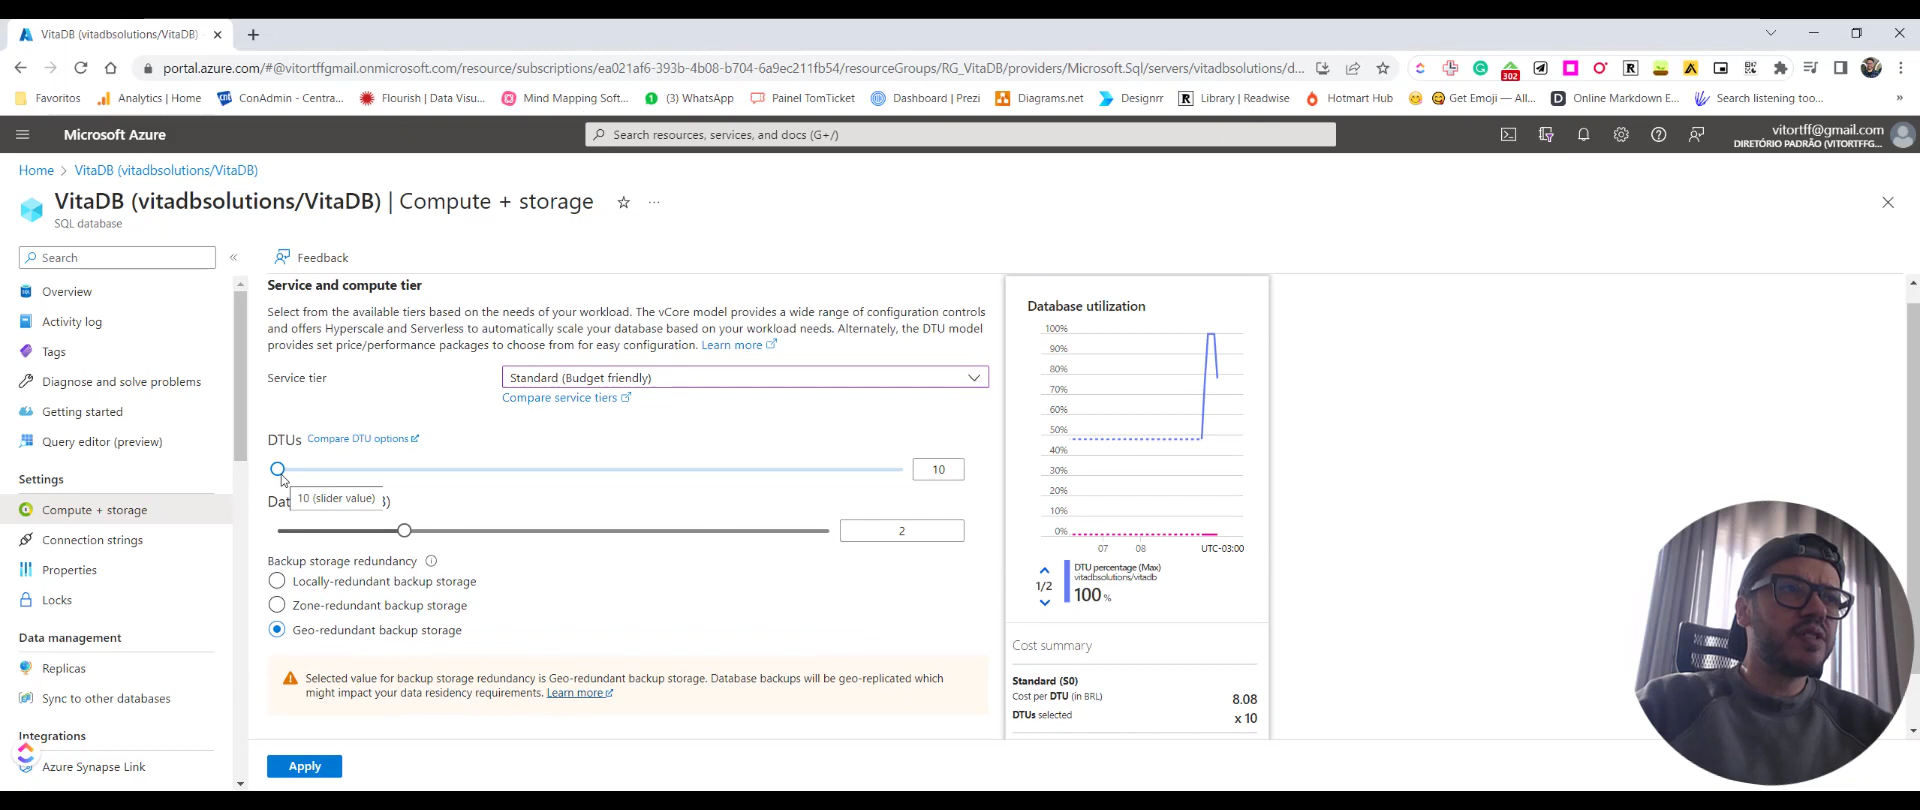 VitaDB (vitadbsolutions/VitaDB)
portal.azure.com/#@vitortffgmail.onmicrosoft.com/resource/subscriptions/ea021af6-393b-4b08-b704-6a9ec211fb54/resourceGroups/RG_VitaDB/providers/Microsoft.Sql/servers/vitadbsolutions/d...
302
Favoritos
Analytics | Home
ConAdmin - Centra...
Flourish | Data Visu...
Mind Mapping Soft...
(3) WhatsApp
Painel TomTicket
Dashboard | Prezi
Diagrams.net
Designrr
Library | Readwise
Hotmart Hub
Get Emoji — All...
Online Markdown E...
Search listening too...
Microsoft Azure
Search resources, services, and docs (G+/)
vitortff@gmail.com
DIRETÓRIO PADRÃO (VITORTFFG...
Home > VitaDB (vitadbsolutions/VitaDB)
VitaDB (vitadbsolutions/VitaDB) | Compute + storage
SQL database
Search
Overview
Activity log
Tags
Diagnose and solve problems
Getting started
Query editor (preview)
Settings
Compute + storage
Connection strings
Properties
Locks
Data management
Replicas
Sync to other databases
Integrations
Azure Synapse Link
Feedback
Service and compute tier
Select from the available tiers based on the needs of your workload. The vCore model provides a wide range of configuration controls
and offers Hyperscale and Serverless to automatically scale your database based on your workload needs. Alternately, the DTU model
provides set price/performance packages to choose from for easy configuration. Learn more
Service tier
Standard (Budget friendly)
Compare service tiers
DTUs Compare DTU options
10
10 (slider value)
2
Backup storage redundancy
Locally-redundant backup storage
Zone-redundant backup storage
Geo-redundant backup storage
Selected value for backup storage redundancy is Geo-redundant backup storage. Database backups will be geo-replicated which
might impact your data residency requirements. Learn more
Apply
Database utilization
100%
90%
80%
70%
60%
50%
40%
30%
20%
10%
0%
07 08 UTC-03:00
1/2
DTU percentage (Max)
vitadbsolutions/vitadb
100 %
Cost summary
Standard (S0)
Cost per DTU (in BRL) 8.08
DTUs selected x 10